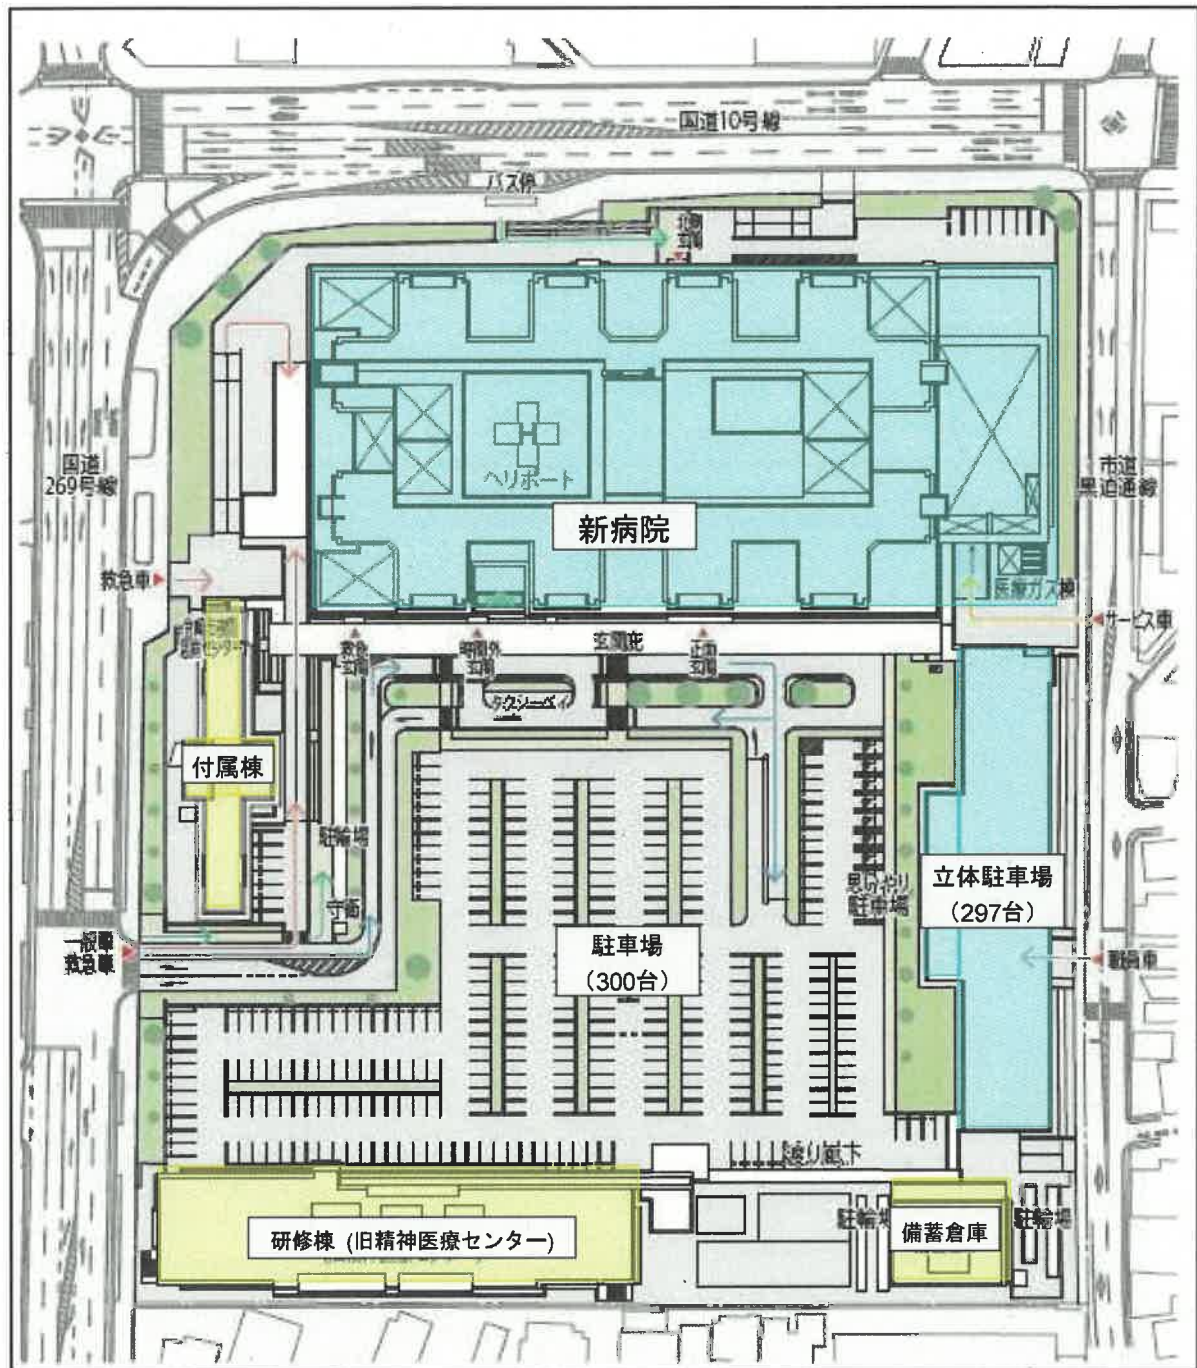 国道10号線
バス停
北側
玄関
国道
269号線
市道
黒迫通線
ヘリポート
新病院
救急車
医療ガス棟
サービス車
救急
玄関
時間外
玄関
玄関庇
正面
玄関
タクシーベイ
付属棟
駐輪場
守衛
思いやり
駐車場
立体駐車場
(297台)
駐車場
(300台)
一般車
救急車
職員車
渡り廊下
研修棟 (旧精神医療センター)
駐輪場
備蓄倉庫
駐輪場